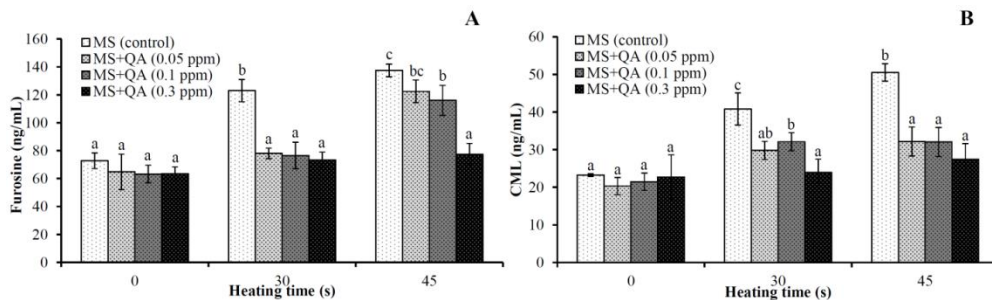 A
Furosine (ng/mL)
160
140
120
100
80
60
40
20
0
MS (control)
MS+QA (0.05 ppm)
MS+QA (0.1 ppm)
MS+QA (0.3 ppm)
a a a a
b a a a
c bc b a
0 30 45
Heating time (s)
B
CML (ng/mL)
60
50
40
30
20
10
0
MS (control)
MS+QA (0.05 ppm)
MS+QA (0.1 ppm)
MS+QA (0.3 ppm)
a a a a
c ab b a
b a a a
0 30 45
Heating time (s)